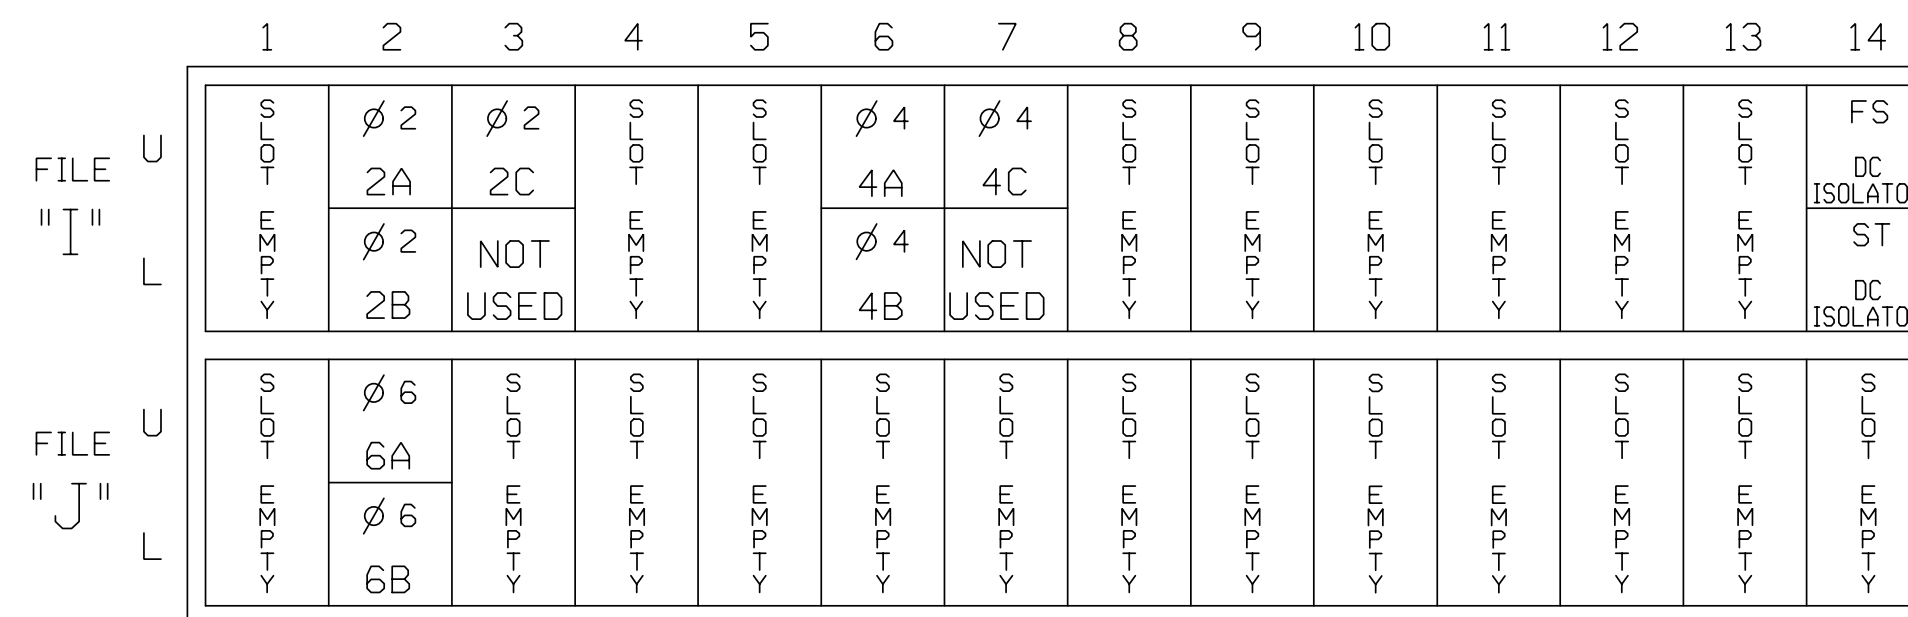 1 2 3 4 5 6 7 8 9 10 11 12 13 14
FILE
"I"
U
L
SLOT EMPTY
Ø 2
2A
Ø 2
2B
Ø 2
2C
NOT
USED
SLOT EMPTY
SLOT EMPTY
Ø 4
4A
Ø 4
4B
Ø 4
4C
NOT
USED
SLOT EMPTY
SLOT EMPTY
SLOT EMPTY
SLOT EMPTY
SLOT EMPTY
SLOT EMPTY
FS
DC
ISOLATO
ST
DC
ISOLATO
FILE
"J"
U
L
SLOT EMPTY
Ø 6
6A
Ø 6
6B
SLOT EMPTY
SLOT EMPTY
SLOT EMPTY
SLOT EMPTY
SLOT EMPTY
SLOT EMPTY
SLOT EMPTY
SLOT EMPTY
SLOT EMPTY
SLOT EMPTY
SLOT EMPTY
SLOT EMPTY